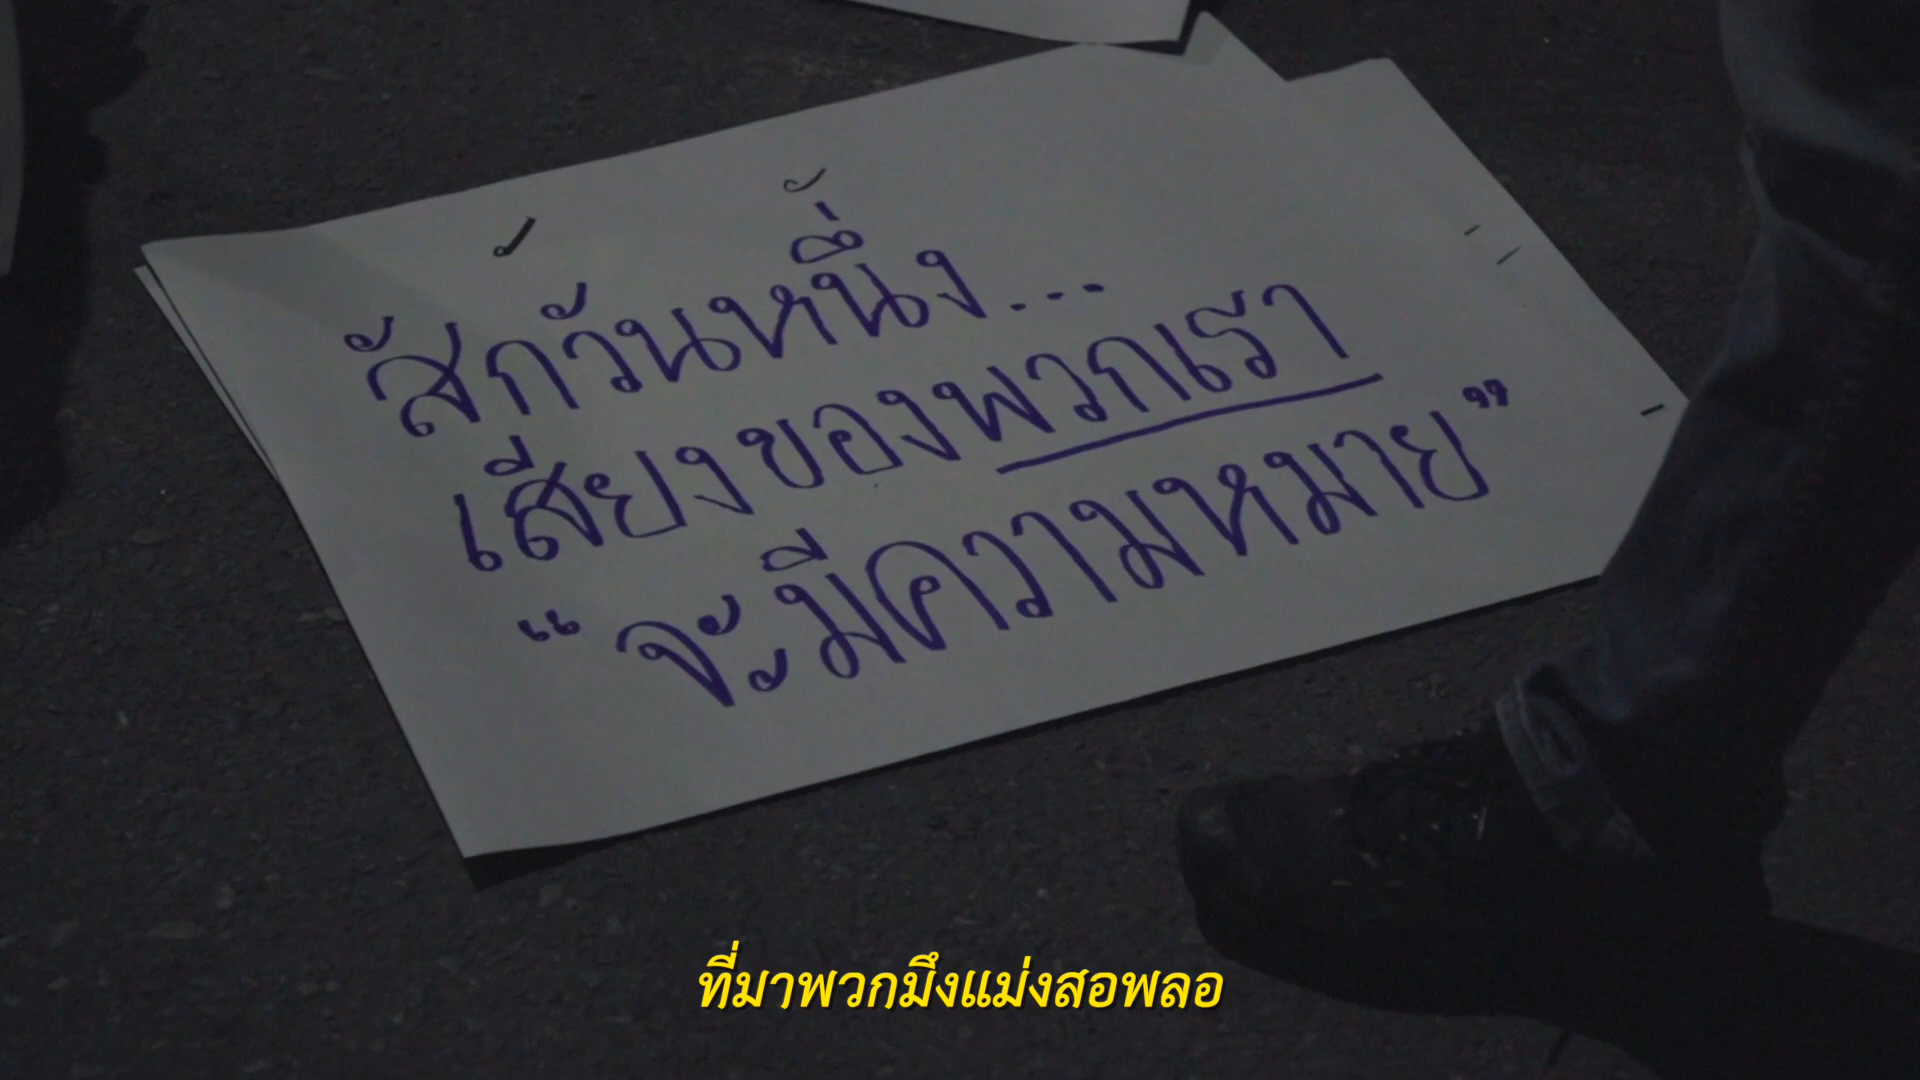 สักวันหนึ่ง...
เสียงของพวกเรา
“จะมีความหมาย”
ที่มาพวกมึงแม่งสอพลอ